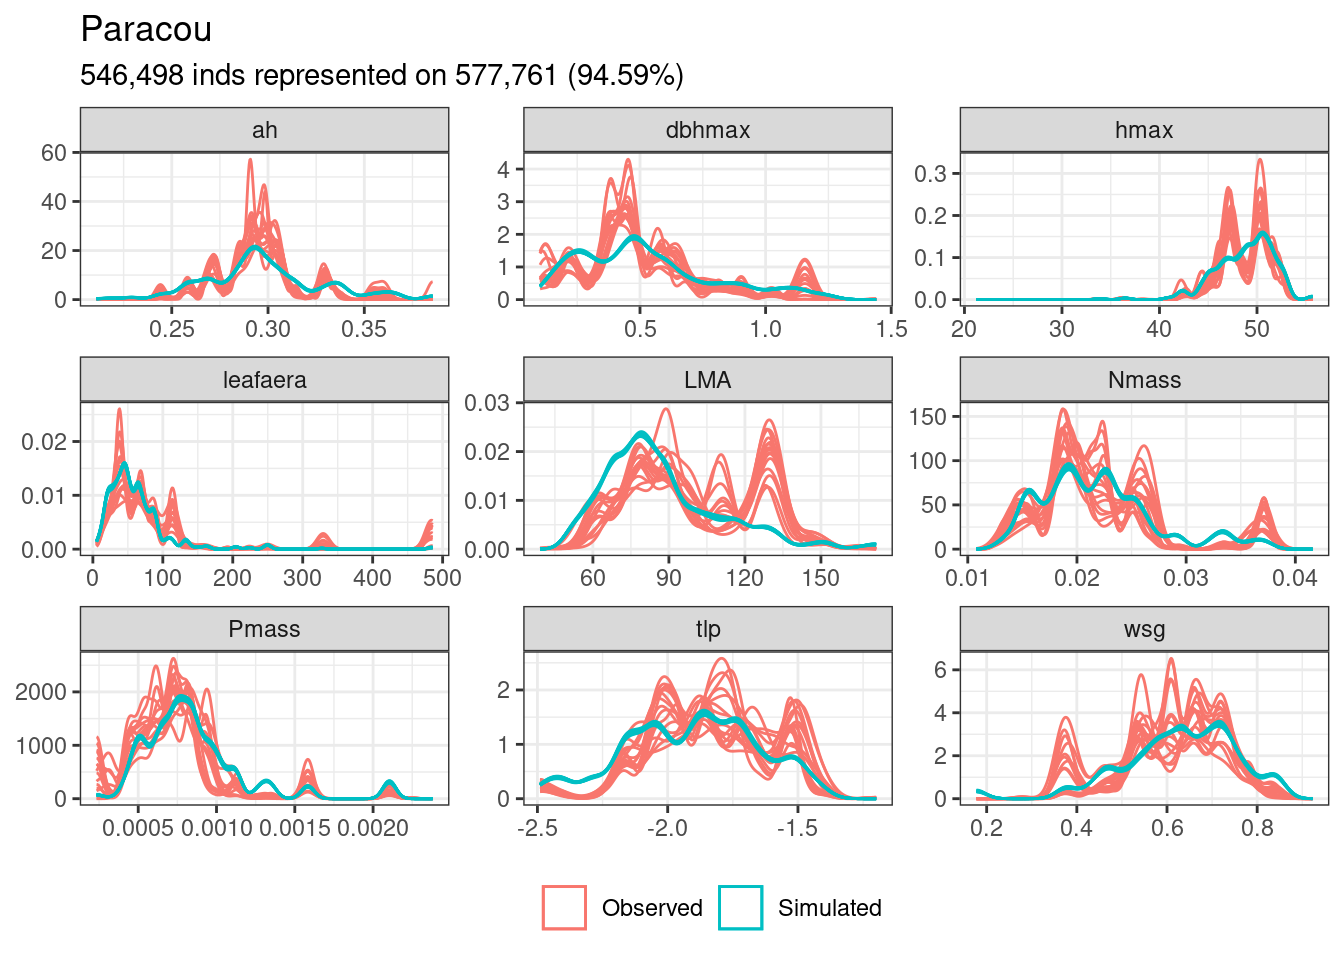 Paracou
546,498 inds represented on 577,761 (94.59%)
ah
dbhmax
hmax
60
40
20
0
0.25 0.30 0.35
4
3
2
1
0
0.5 1.0 1.5
0.3
0.2
0.1
0.0
20 30 40 50
leafaera
LMA
Nmass
0.02
0.01
0.00
0 100 200 300 400 500
0.03
0.02
0.01
0.00
60 90 120 150
150
100
50
0
0.01 0.02 0.03 0.04
Pmass
tlp
wsg
2000
1000
0
0.0005 0.0010 0.0015 0.0020
2
1
0
-2.5 -2.0 -1.5
6
4
2
0
0.2 0.4 0.6 0.8
Observed Simulated